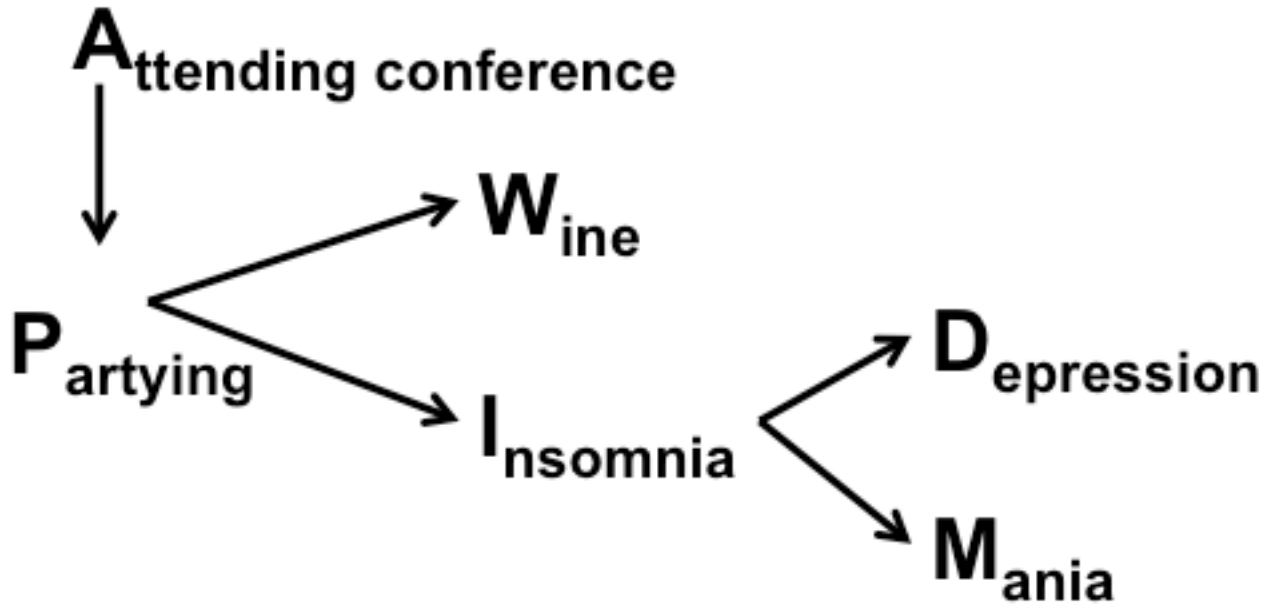 Attending conference
Wine
Partying
Depression
Insomnia
Mania